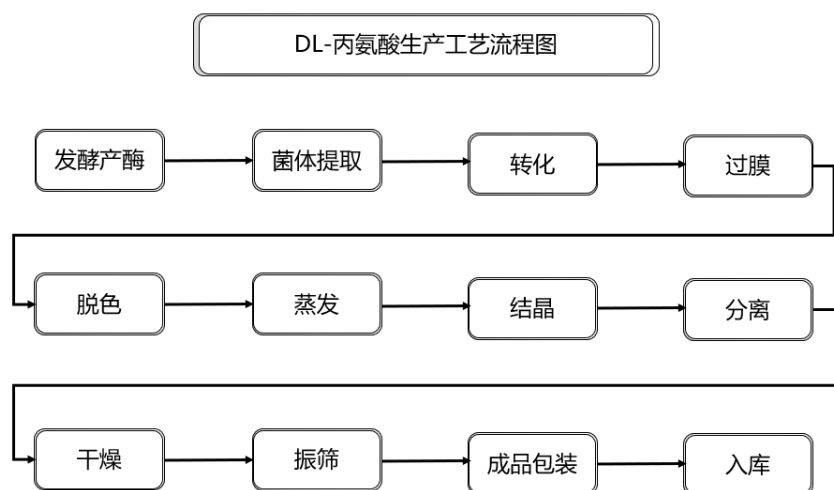 DL-丙氨酸生产工艺流程图
发酵产酶
菌体提取
转化
过膜
脱色
蒸发
结晶
分离
干燥
振筛
成品包装
入库